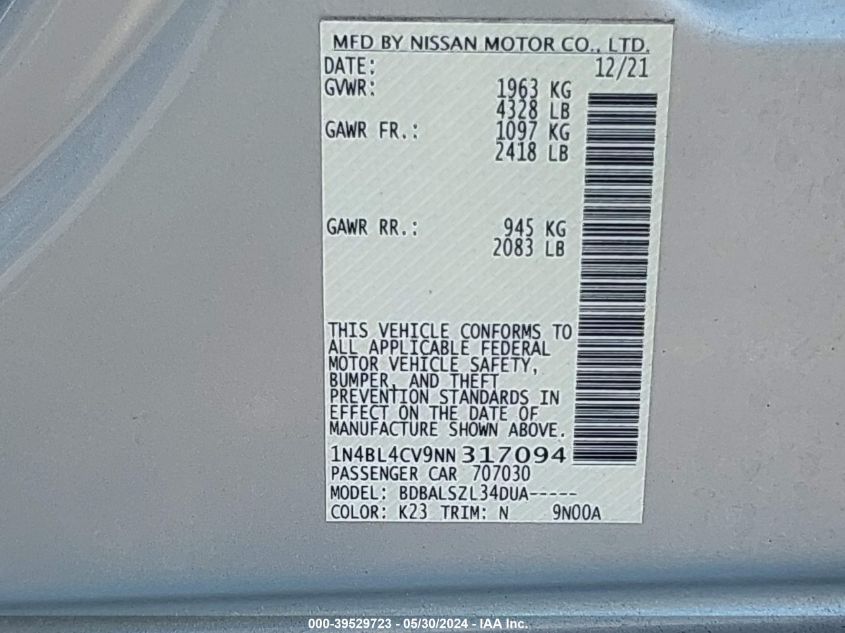 MFD BY NISSAN MOTOR CO., LTD.
DATE: 12/21
GVWR: 1963 KG
4328 LB
GAWR FR.: 1097 KG
2418 LB
GAWR RR.: 945 KG
2083 LB
THIS VEHICLE CONFORMS TO
ALL APPLICABLE FEDERAL
MOTOR VEHICLE SAFETY,
BUMPER, AND THEFT
PREVENTION STANDARDS IN
EFFECT ON THE DATE OF
MANUFACTURE SHOWN ABOVE.
1N4BL4CV9NN317094
PASSENGER CAR 707030
MODEL: BDBALSZL34DUA-----
COLOR: K23 TRIM: N 9N00A
000-39529723 - 05/30/2024 - IAA Inc.